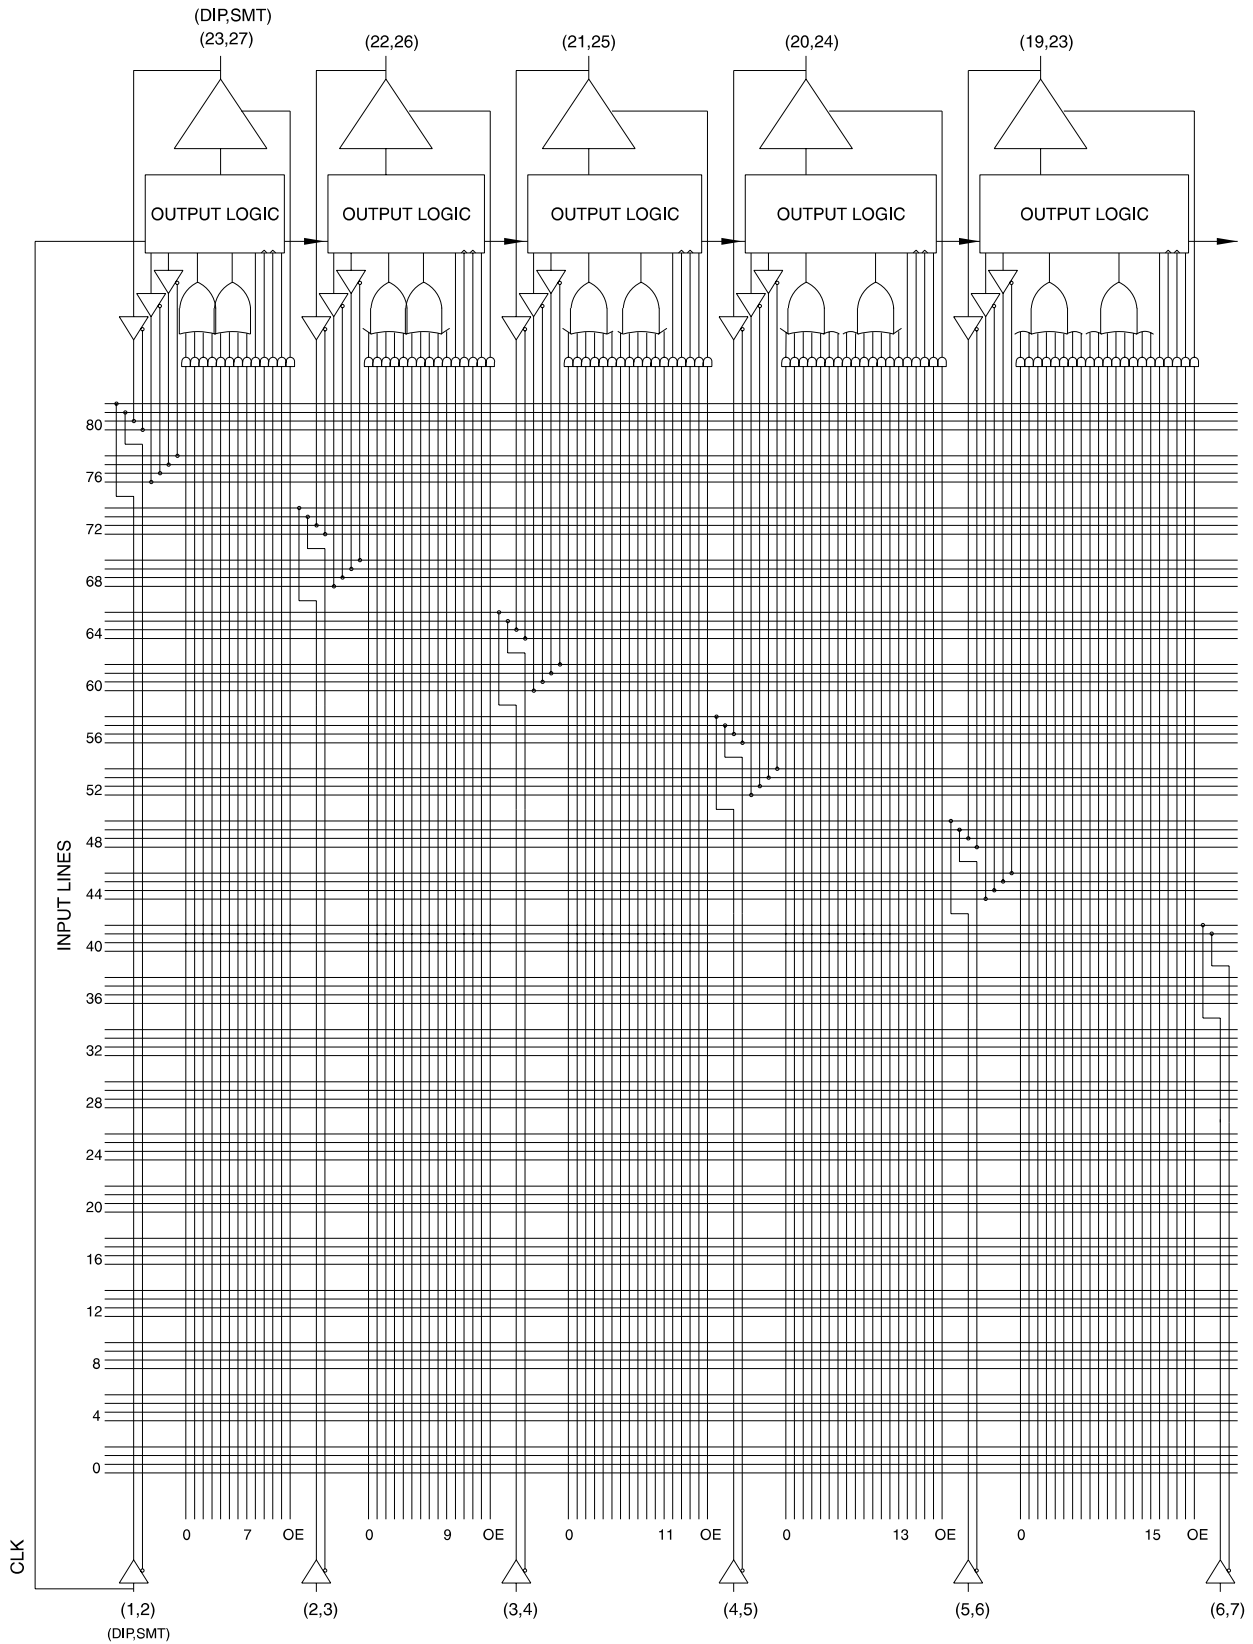 (DIP,SMT)
(23,27) (22,26) (21,25) (20,24) (19,23)
OUTPUT LOGIC OUTPUT LOGIC OUTPUT LOGIC OUTPUT LOGIC OUTPUT LOGIC
80
76
72
68
64
60
56
52
48
44
40
36
32
28
24
20
16
12
8
4
0
INPUT LINES
0 7 OE 0 9 OE 0 11 OE 0 13 OE 0 15 OE
CLK
(1,2) (2,3) (3,4) (4,5) (5,6) (6,7)
(DIP,SMT)